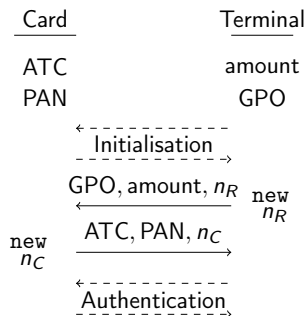 Card Terminal
ATC amount
PAN GPO
Initialisation
GPO, amount, n_R
new
n_R
ATC, PAN, n_C
new
n_C
Authentication